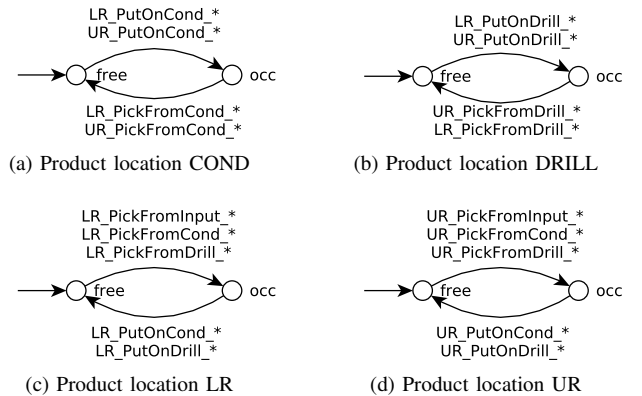 LR_PutOnCond_*
UR_PutOnCond_*
free
occ
LR_PickFromCond_*
UR_PickFromCond_*
(a) Product location COND
LR_PutOnDrill_*
UR_PutOnDrill_*
free
occ
UR_PickFromDrill_*
LR_PickFromDrill_*
(b) Product location DRILL
LR_PickFromInput_*
LR_PickFromCond_*
LR_PickFromDrill_*
free
occ
LR_PutOnCond_*
LR_PutOnDrill_*
(c) Product location LR
UR_PickFromInput_*
UR_PickFromCond_*
UR_PickFromDrill_*
free
occ
UR_PutOnCond_*
UR_PutOnDrill_*
(d) Product location UR